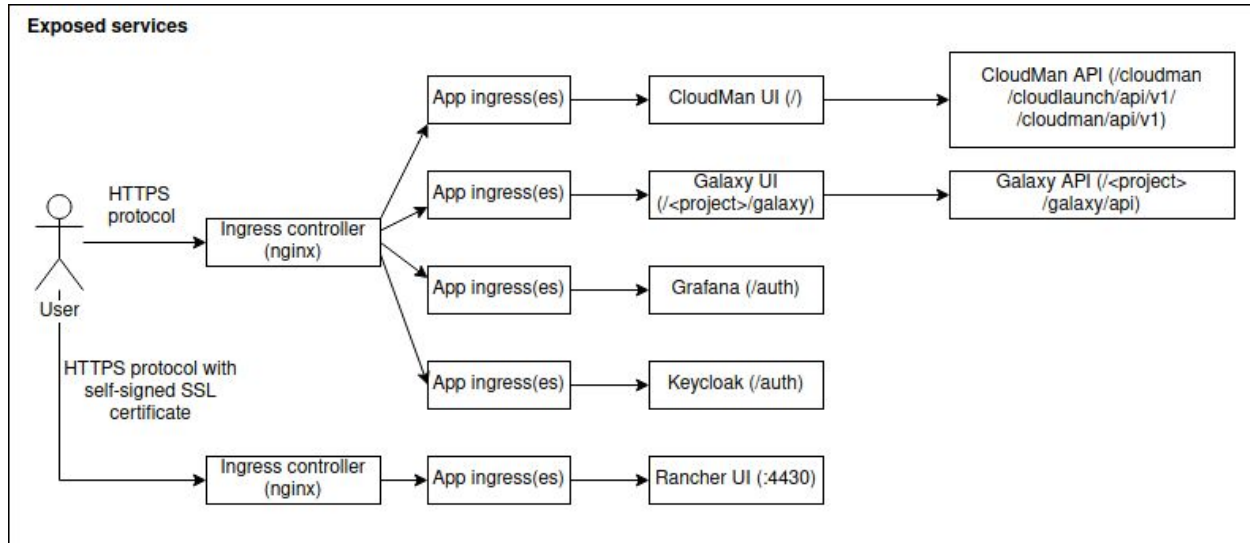 Exposed services
App ingress(es)
CloudMan UI (/)
CloudMan API (/cloudman
/cloudlaunch/api/v1/
/cloudman/api/v1)
HTTPS
protocol
App ingress(es)
Galaxy UI
(/<project>/galaxy)
Galaxy API (/<project>
/galaxy/api)
Ingress controller
(nginx)
App ingress(es)
Grafana (/auth)
User
HTTPS protocol with
self-signed SSL
certificate
App ingress(es)
Keycloak (/auth)
Ingress controller
(nginx)
App ingress(es)
Rancher UI (:4430)